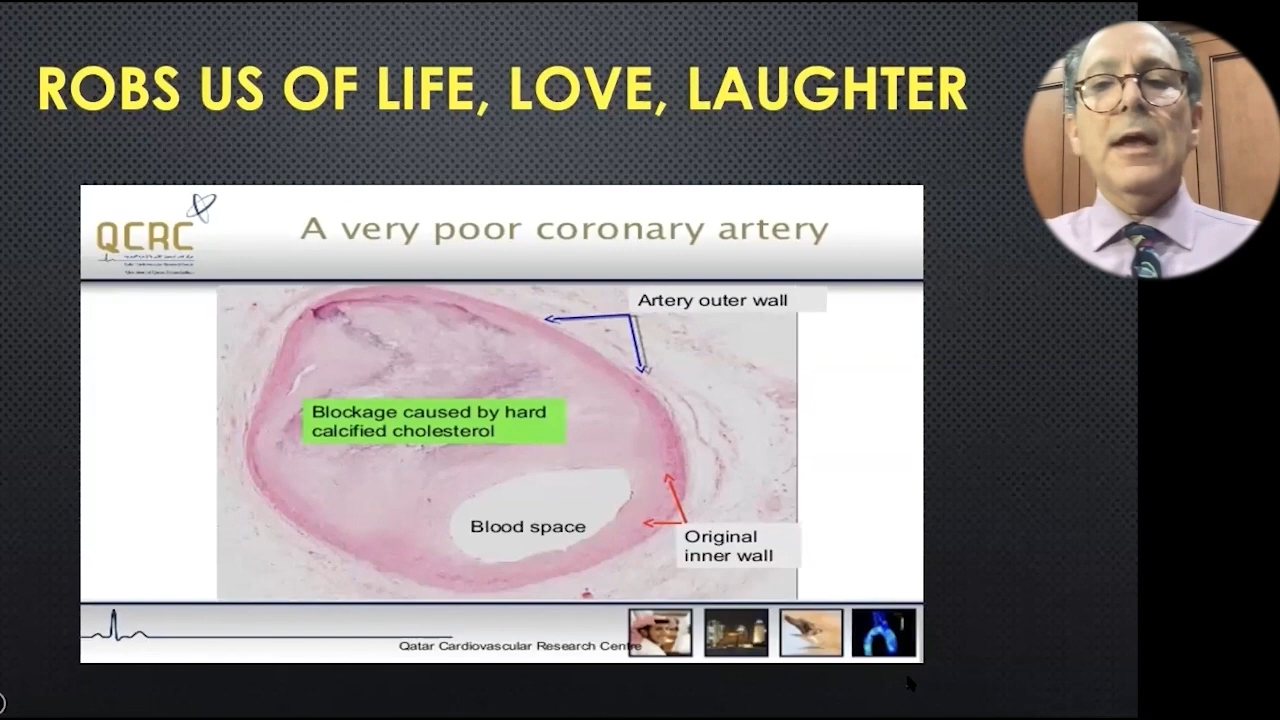 ROBS US OF LIFE, LOVE, LAUGHTER
QCRC
A very poor coronary artery
Artery outer wall
Blockage caused by hard
calcified cholesterol
Blood space
Original
inner wall
Qatar Cardiovascular Research Centre